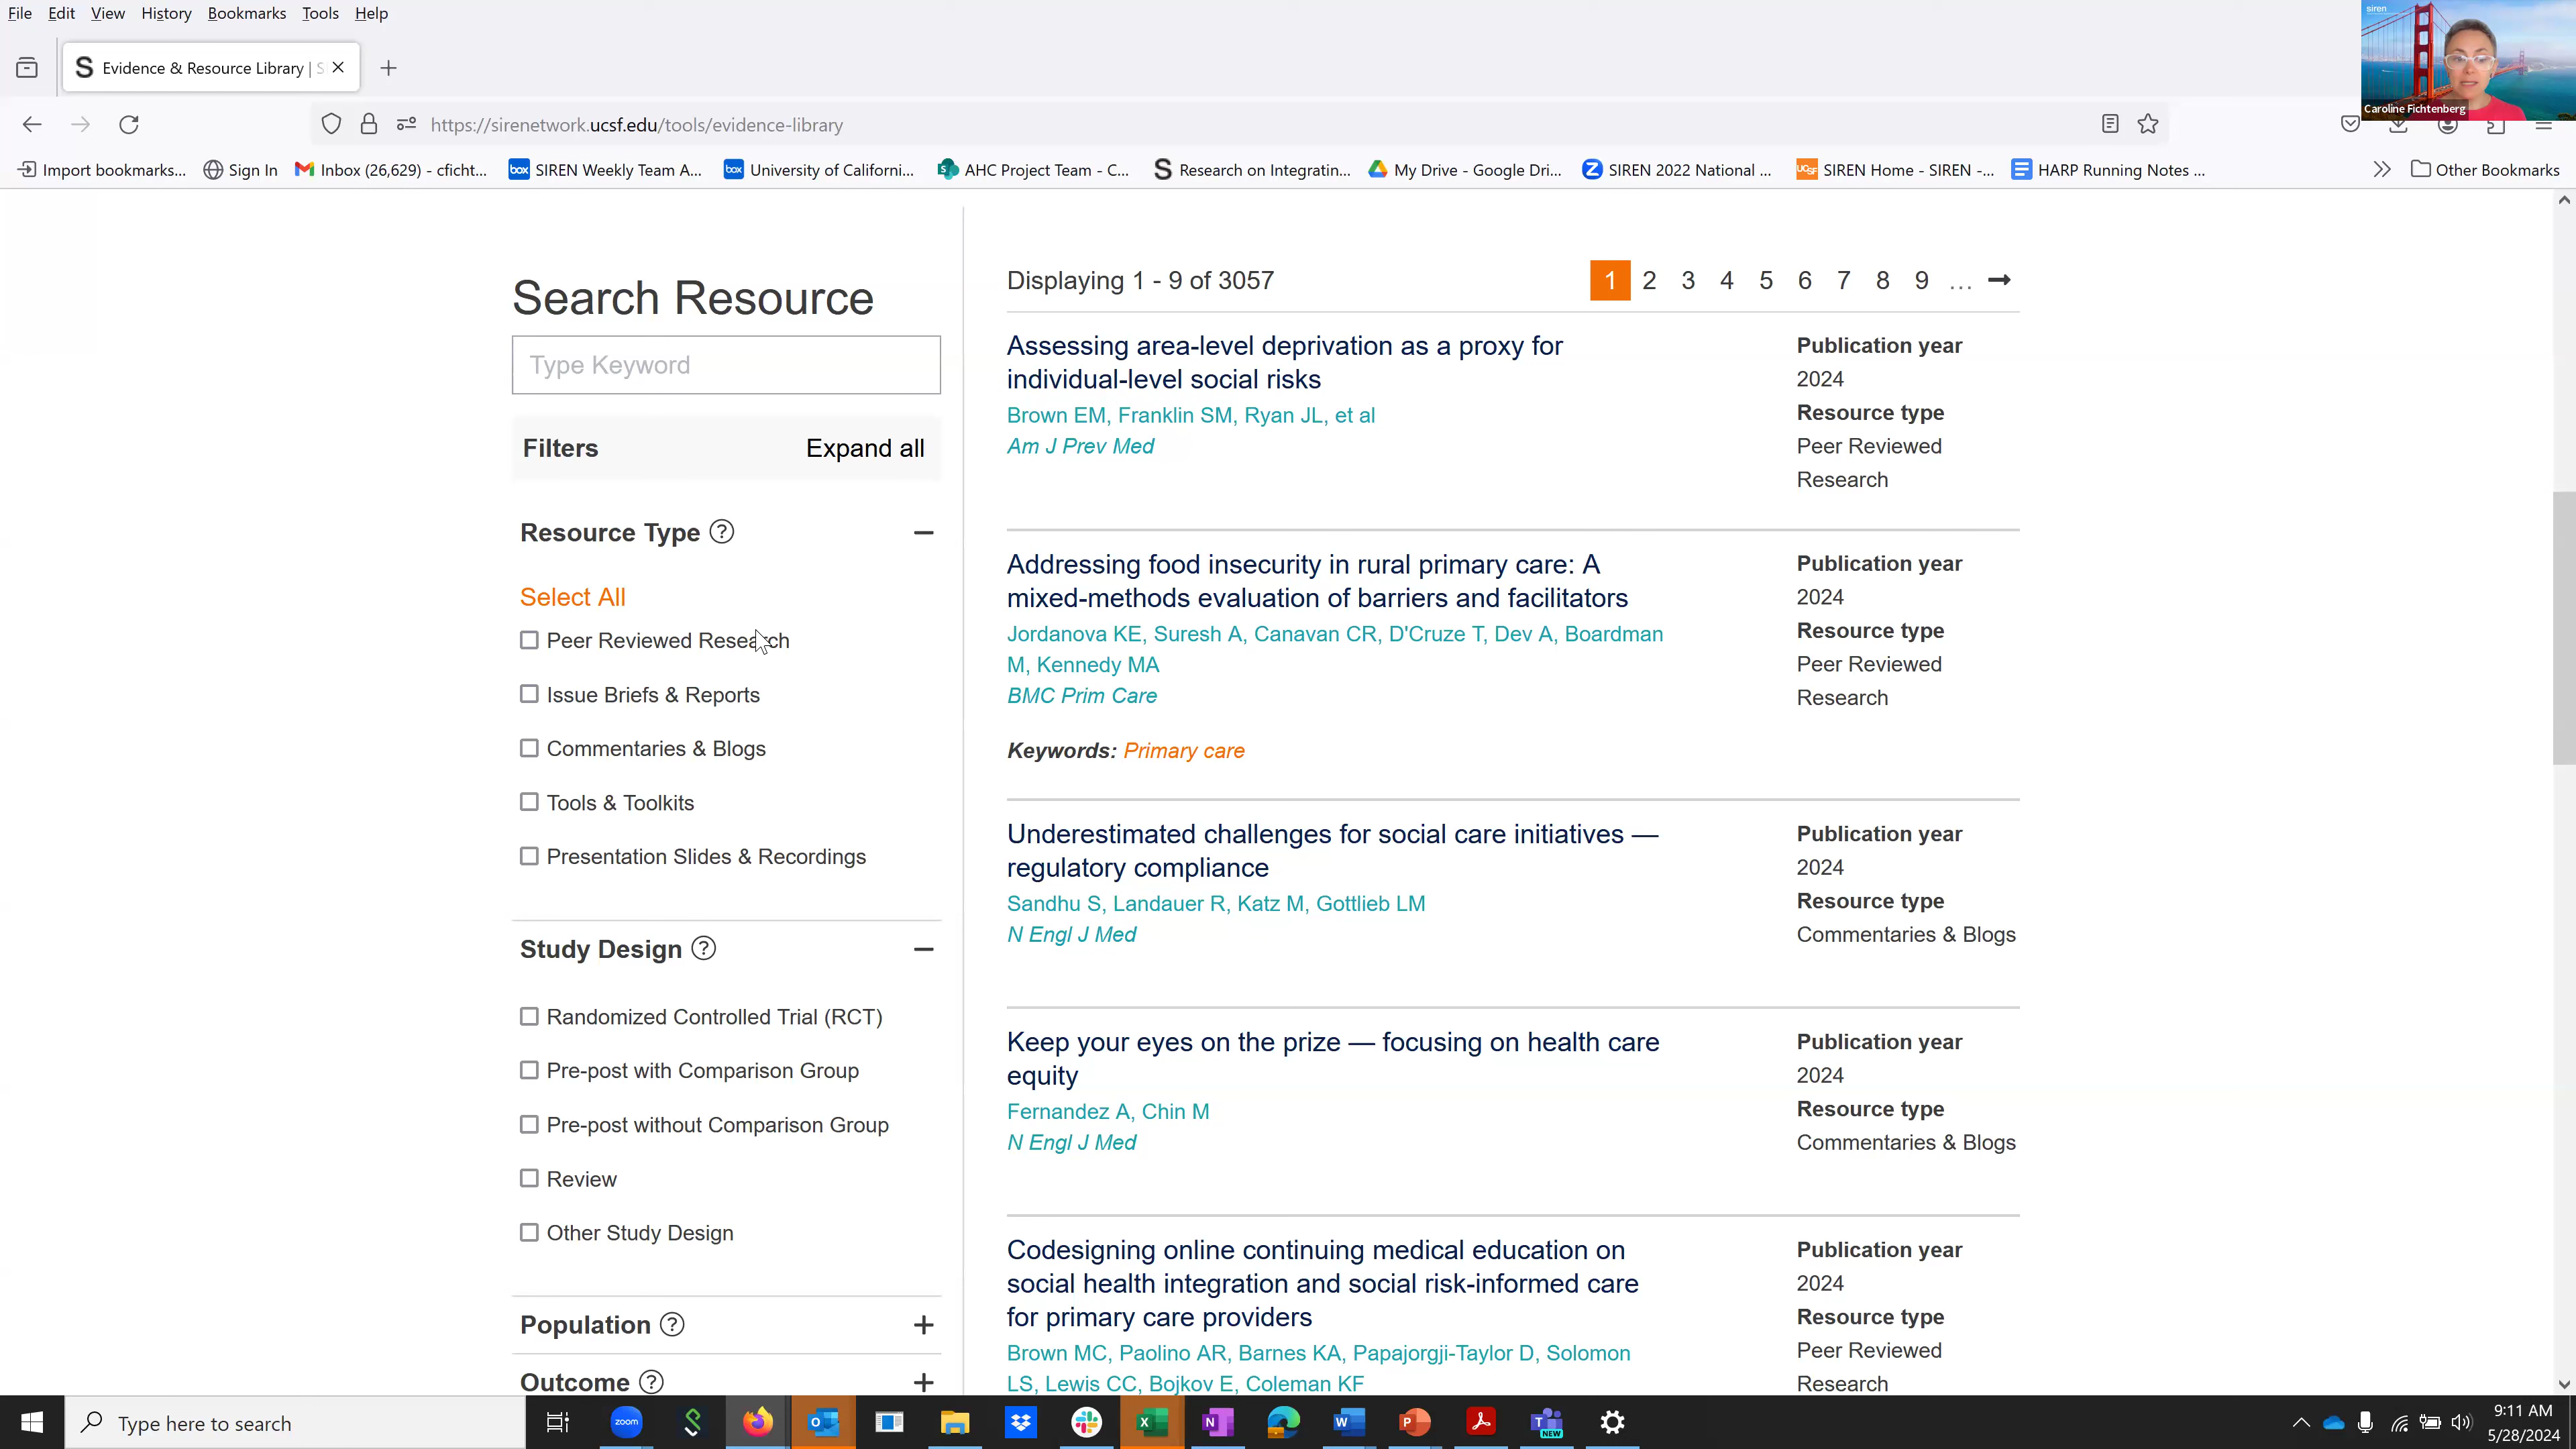 File Edit View History Bookmarks Tools Help
siren
Caroline Fichtenberg
S Evidence & Resource Library | S
https://sirenetwork.ucsf.edu/tools/evidence-library
Import bookmarks... Sign In Inbox (26,629) - cficht... box SIREN Weekly Team A... box University of Californi... AHC Project Team - C... S Research on Integratin... My Drive - Google Dri... Z SIREN 2022 National ... UCSF SIREN Home - SIREN -... HARP Running Notes ... Other Bookmarks
Search Resource
Type Keyword
Filters Expand all
Resource Type ?
Select All
Peer Reviewed Research
Issue Briefs & Reports
Commentaries & Blogs
Tools & Toolkits
Presentation Slides & Recordings
Study Design ?
Randomized Controlled Trial (RCT)
Pre-post with Comparison Group
Pre-post without Comparison Group
Review
Other Study Design
Population ?
Outcome ?
Displaying 1 - 9 of 3057 1 2 3 4 5 6 7 8 9 …
Assessing area-level deprivation as a proxy for
individual-level social risks
Brown EM, Franklin SM, Ryan JL, et al
Am J Prev Med
Publication year
2024
Resource type
Peer Reviewed
Research
Addressing food insecurity in rural primary care: A
mixed-methods evaluation of barriers and facilitators
Jordanova KE, Suresh A, Canavan CR, D'Cruze T, Dev A, Boardman
M, Kennedy MA
BMC Prim Care
Keywords: Primary care
Publication year
2024
Resource type
Peer Reviewed
Research
Underestimated challenges for social care initiatives —
regulatory compliance
Sandhu S, Landauer R, Katz M, Gottlieb LM
N Engl J Med
Publication year
2024
Resource type
Commentaries & Blogs
Keep your eyes on the prize — focusing on health care
equity
Fernandez A, Chin M
N Engl J Med
Publication year
2024
Resource type
Commentaries & Blogs
Codesigning online continuing medical education on
social health integration and social risk-informed care
for primary care providers
Brown MC, Paolino AR, Barnes KA, Papajorgji-Taylor D, Solomon
LS, Lewis CC, Bojkov E, Coleman KF
Publication year
2024
Resource type
Peer Reviewed
Research
Type here to search
zoom
NEW
9:11 AM
5/28/2024